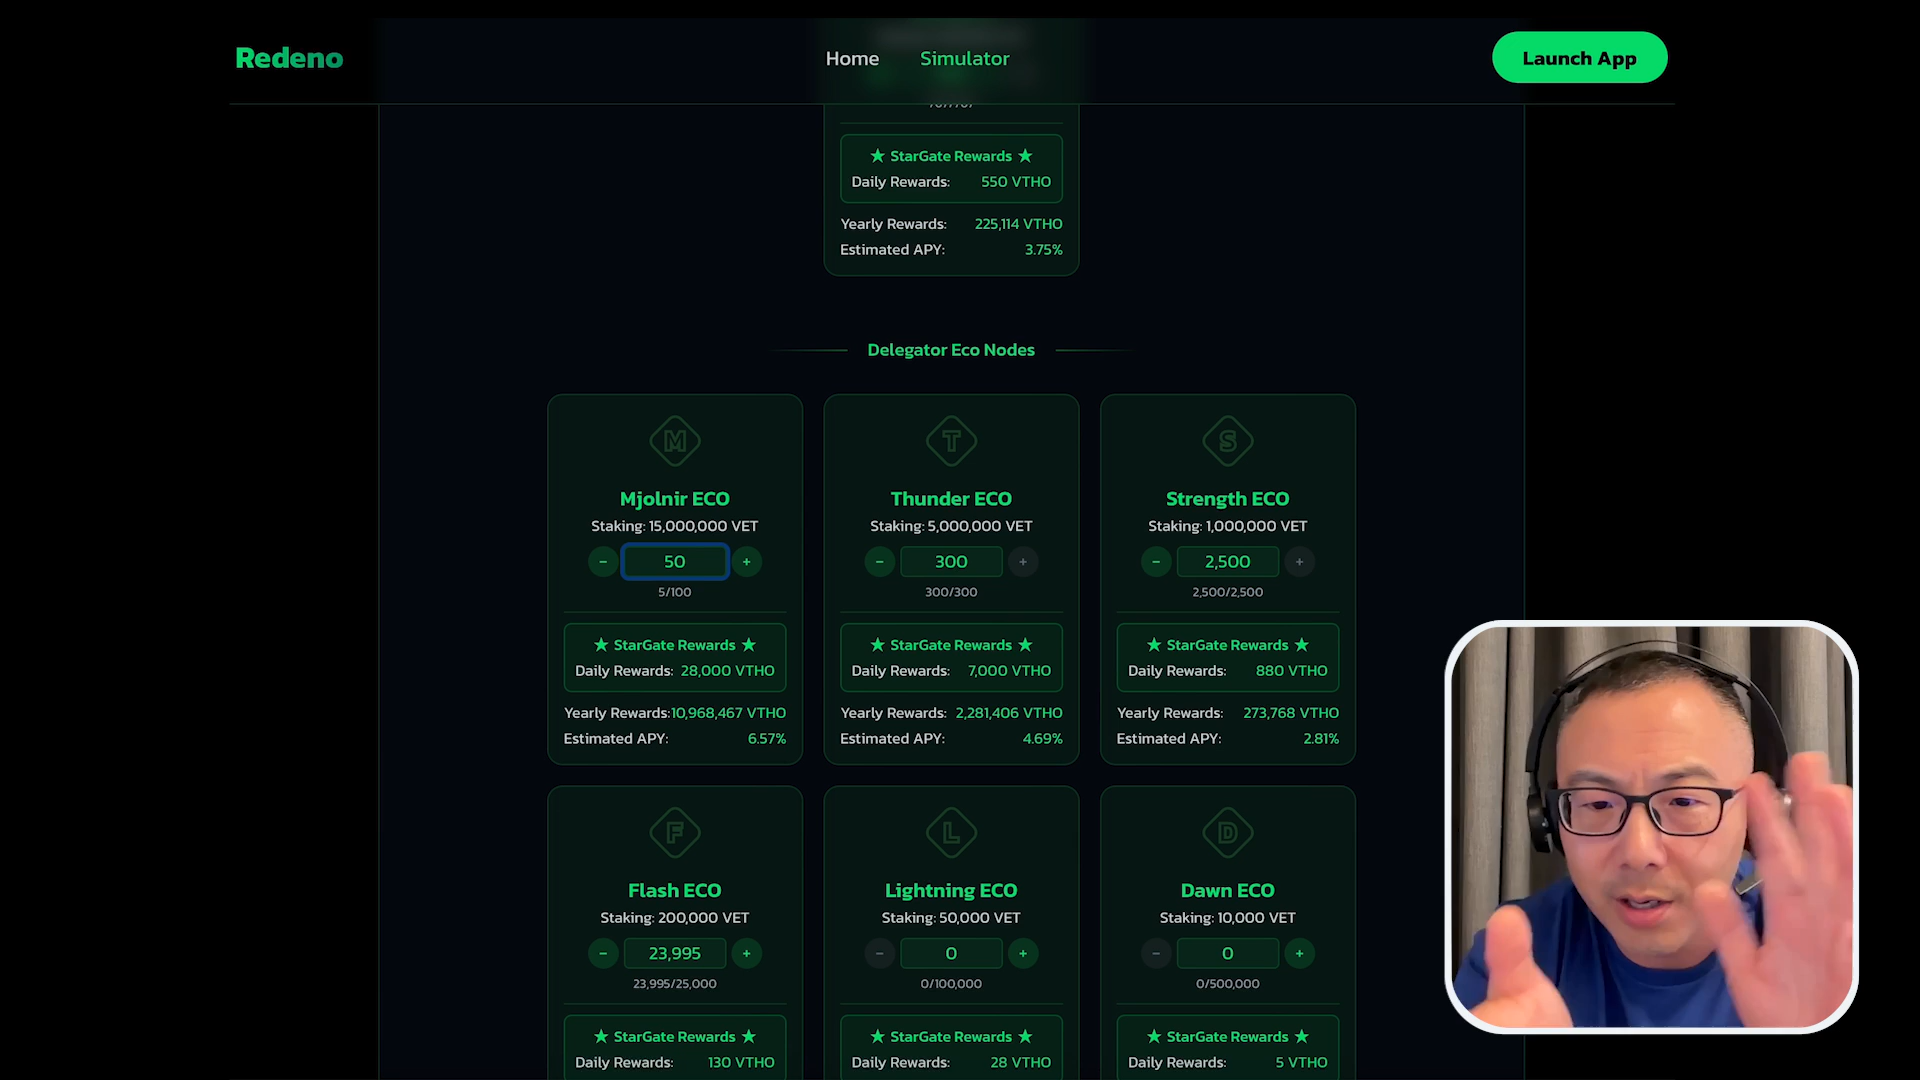 Redeno
Home
Simulator
Launch App
★ StarGate Rewards ★
Daily Rewards: 550 VTHO
Yearly Rewards: 225,114 VTHO
Estimated APY: 3.75%
Delegator Eco Nodes
M
Mjolnir ECO
Staking: 15,000,000 VET
- 50 +
5/100
★ StarGate Rewards ★
Daily Rewards: 28,000 VTHO
Yearly Rewards: 10,968,467 VTHO
Estimated APY: 6.57%
T
Thunder ECO
Staking: 5,000,000 VET
- 300 +
300/300
★ StarGate Rewards ★
Daily Rewards: 7,000 VTHO
Yearly Rewards: 2,281,406 VTHO
Estimated APY: 4.69%
S
Strength ECO
Staking: 1,000,000 VET
- 2,500 +
2,500/2,500
★ StarGate Rewards ★
Daily Rewards: 880 VTHO
Yearly Rewards: 273,768 VTHO
Estimated APY: 2.81%
F
Flash ECO
Staking: 200,000 VET
- 23,995 +
23,995/25,000
★ StarGate Rewards ★
Daily Rewards: 130 VTHO
L
Lightning ECO
Staking: 50,000 VET
- 0 +
0/100,000
★ StarGate Rewards ★
Daily Rewards: 28 VTHO
D
Dawn ECO
Staking: 10,000 VET
- 0 +
0/500,000
★ StarGate Rewards ★
Daily Rewards: 5 VTHO